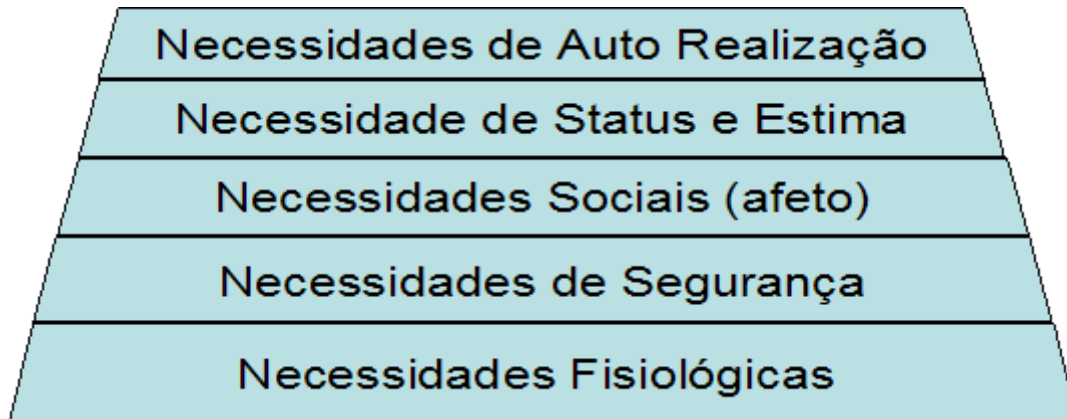 Necessidades de Auto Realização
Necessidade de Status e Estima
Necessidades Sociais (afeto)
Necessidades de Segurança
Necessidades Fisiológicas